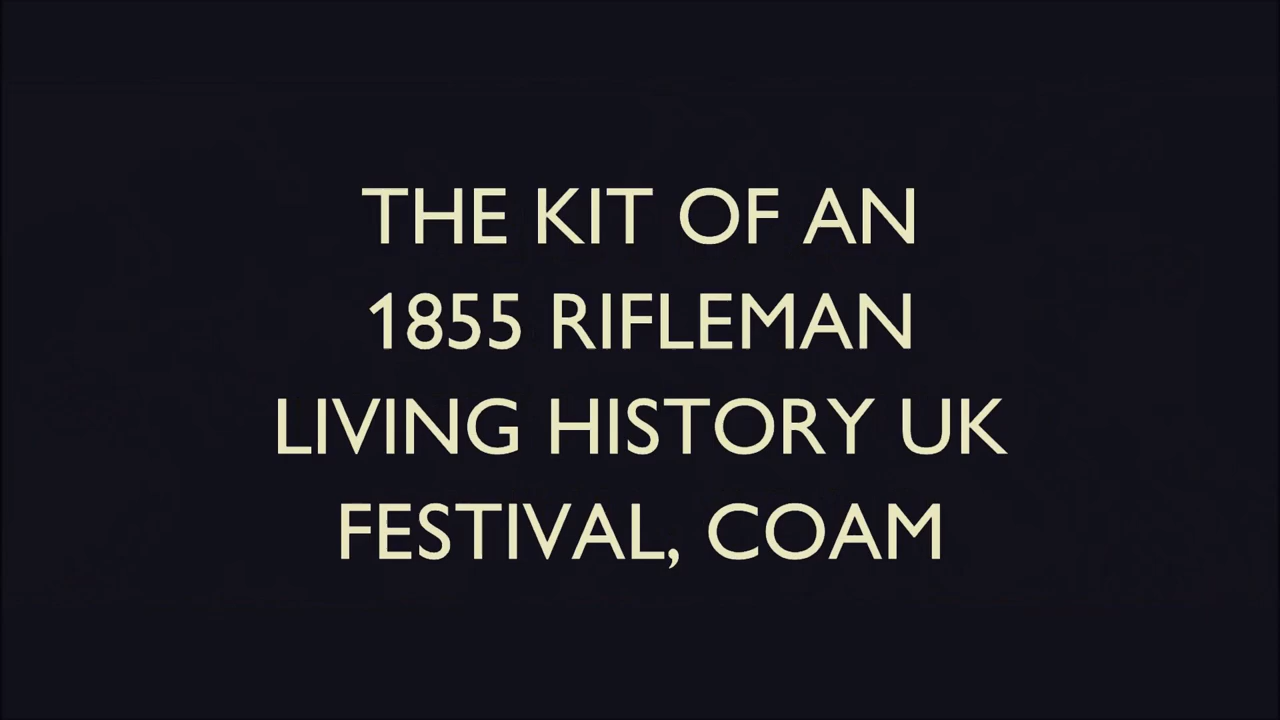 THE KIT OF AN
1855 RIFLEMAN
LIVING HISTORY UK
FESTIVAL, COAM